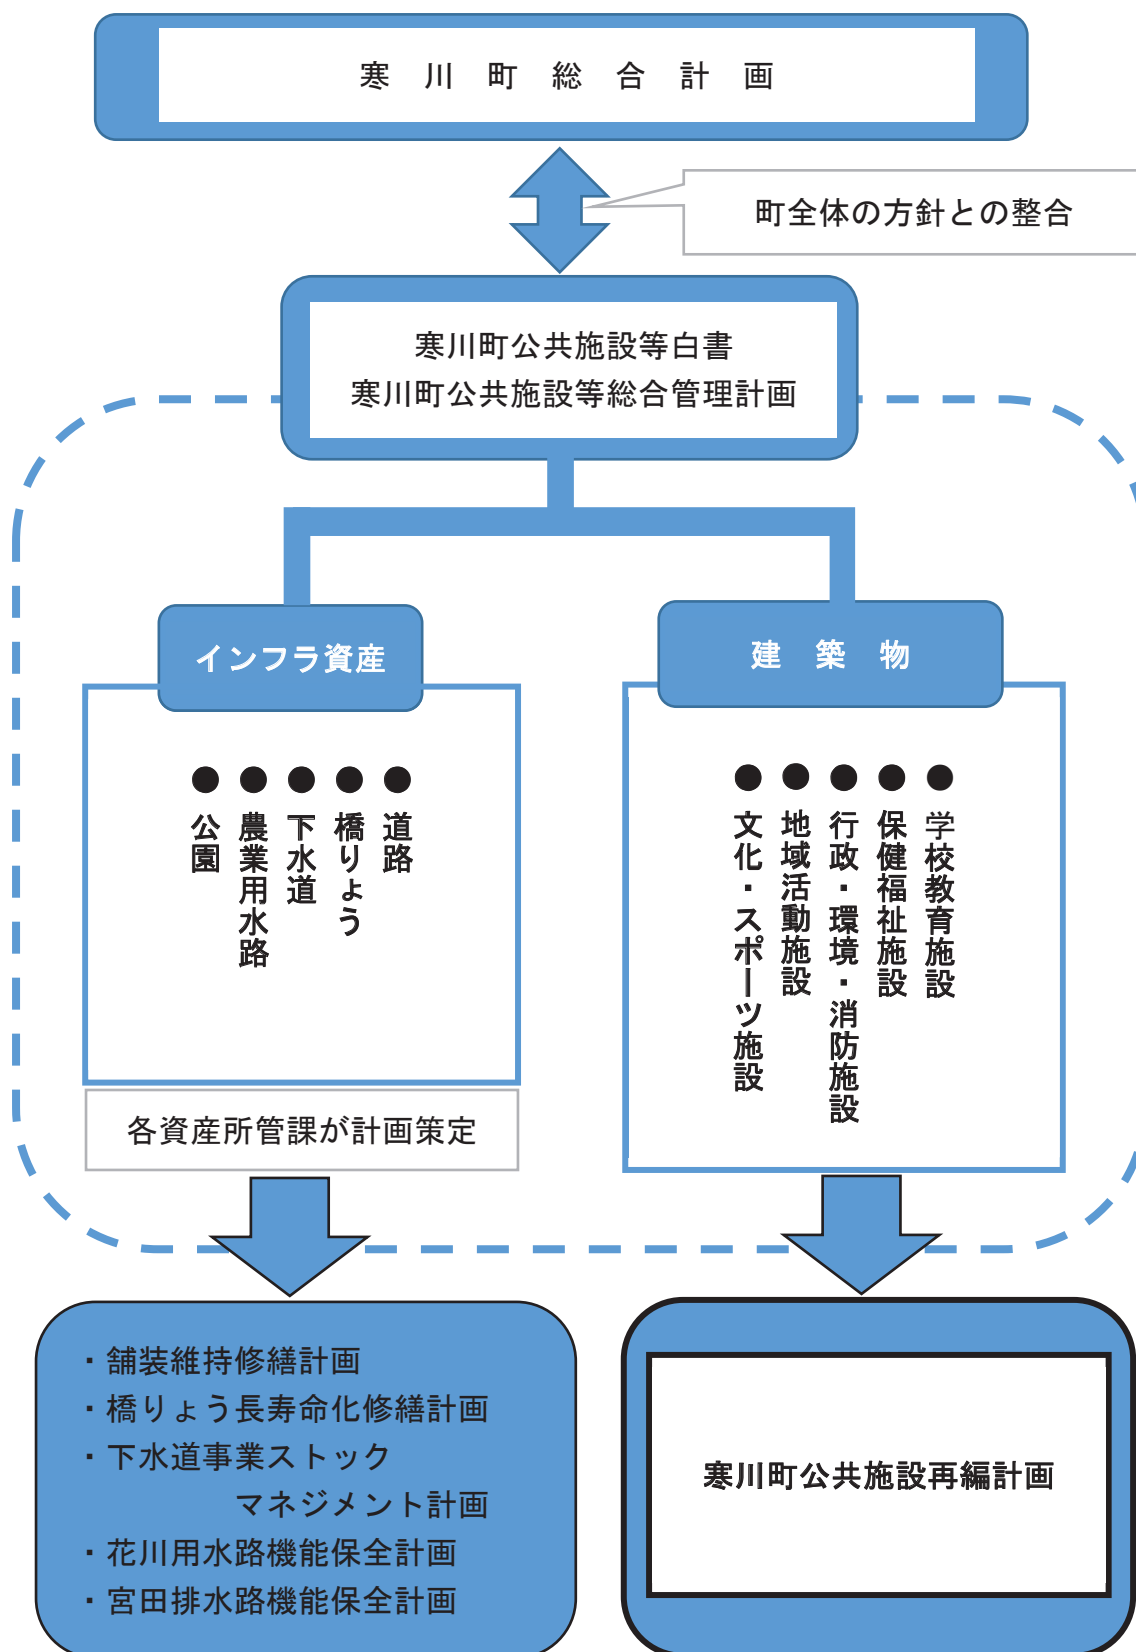 寒川町総合計画
町全体の方針との整合
寒川町公共施設等白書
寒川町公共施設等総合管理計画
インフラ資産
●道路
●橋りょう
●下水道
●農業用水路
●公園
各資産所管課が計画策定
建築物
●学校教育施設
●保健福祉施設
●行政・環境・消防施設
●地域活動施設
●文化・スポーツ施設
・舗装維持修繕計画
・橋りょう長寿命化修繕計画
・下水道事業ストック
マネジメント計画
・花川用水路機能保全計画
・宮田排水路機能保全計画
寒川町公共施設再編計画